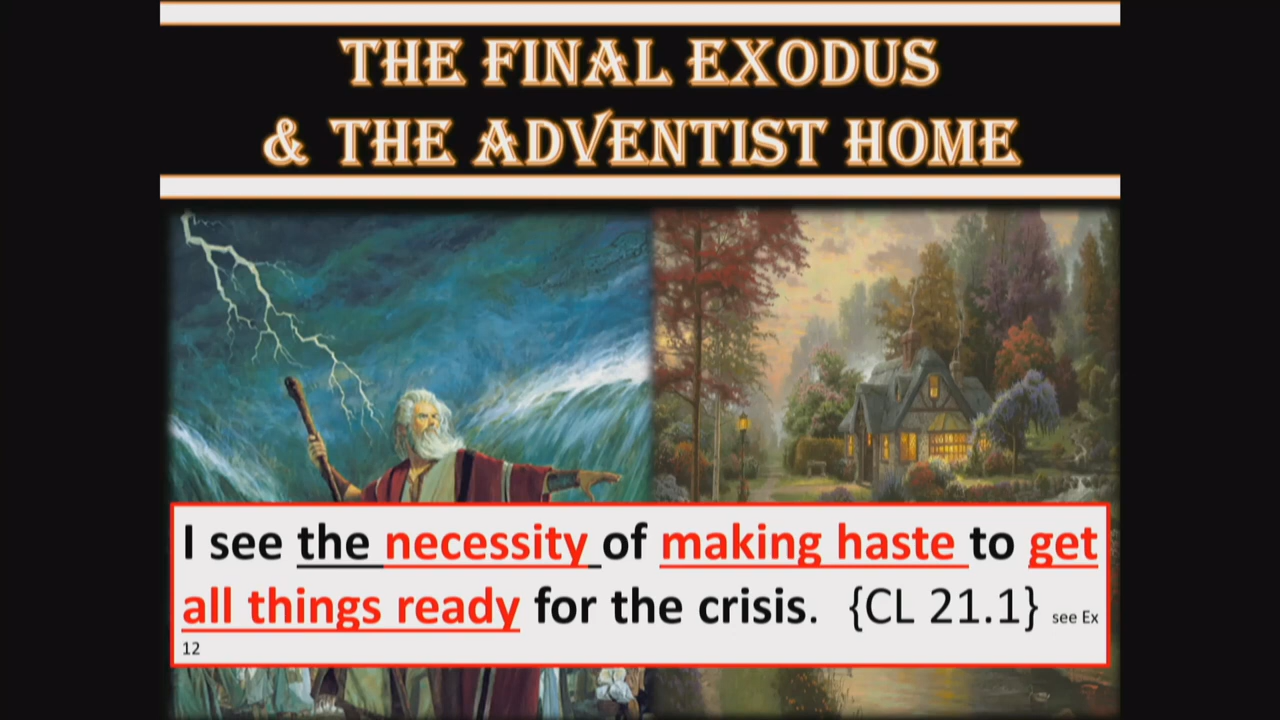 THE FINAL EXODUS
& THE ADVENTIST HOME
I see the necessity of making haste to get
all things ready for the crisis. {CL 21.1} see Ex
12